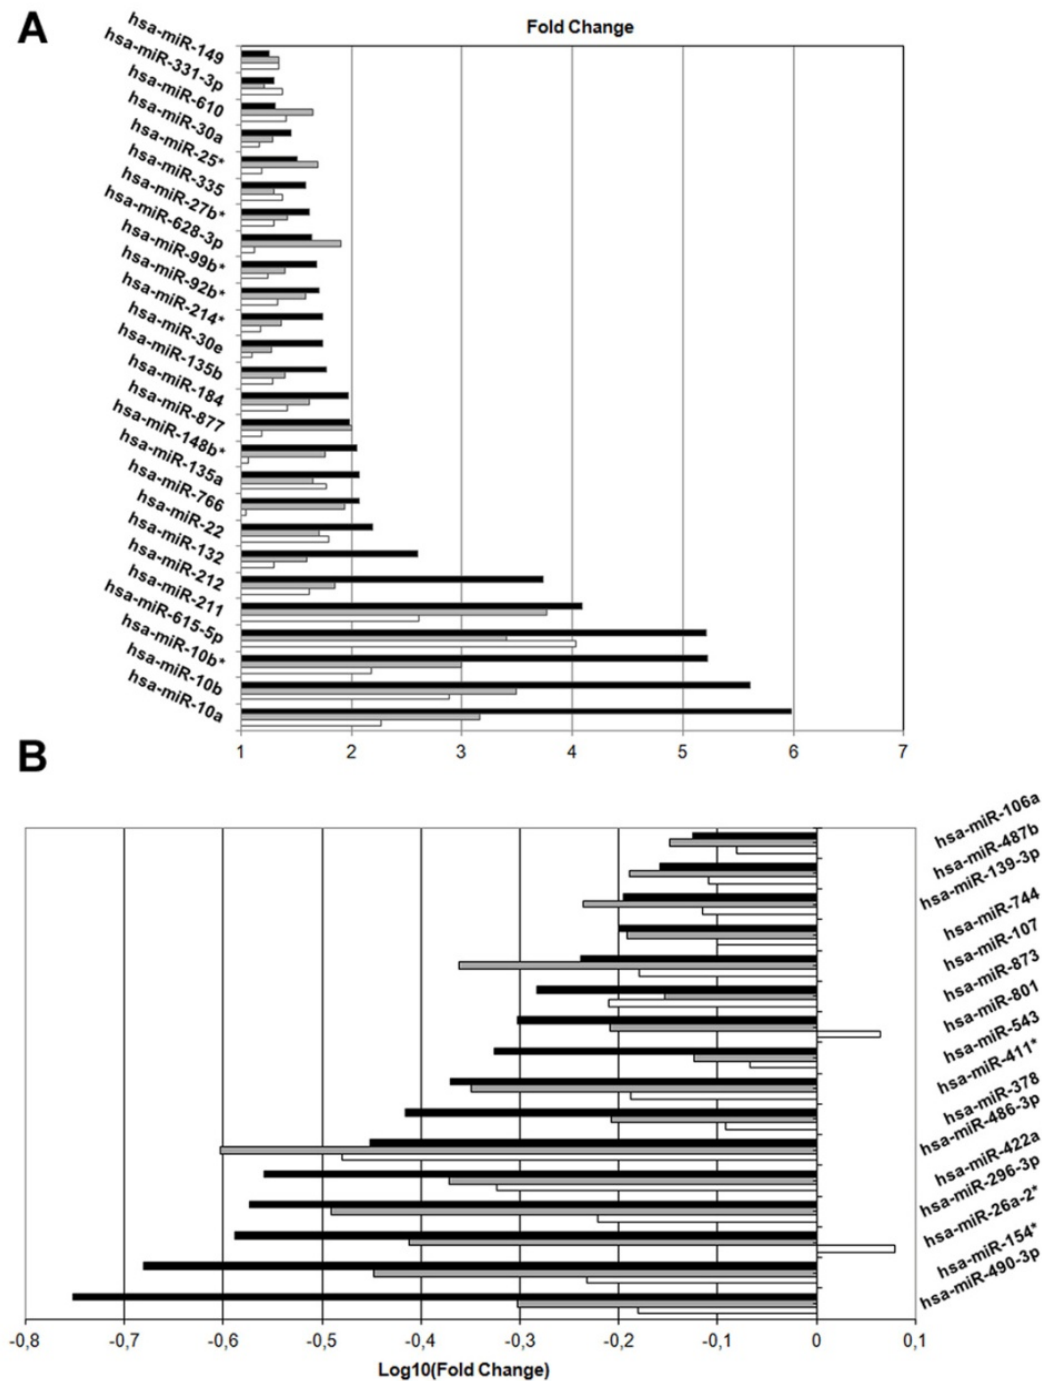 A
Fold Change
hsa-miR-149
hsa-miR-331-3p
hsa-miR-610
hsa-miR-30a
hsa-miR-25*
hsa-miR-335
hsa-miR-27b*
hsa-miR-628-3p
hsa-miR-99b*
hsa-miR-92b*
hsa-miR-214*
hsa-miR-30e
hsa-miR-135b
hsa-miR-184
hsa-miR-877
hsa-miR-148b*
hsa-miR-135a
hsa-miR-766
hsa-miR-22
hsa-miR-132
hsa-miR-212
hsa-miR-211
hsa-miR-615-5p
hsa-miR-10b*
hsa-miR-10b
hsa-miR-10a
1 2 3 4 5 6 7
B
hsa-miR-106a
hsa-miR-487b
hsa-miR-139-3p
hsa-miR-744
hsa-miR-107
hsa-miR-873
hsa-miR-801
hsa-miR-543
hsa-miR-411*
hsa-miR-378
hsa-miR-486-3p
hsa-miR-422a
hsa-miR-296-3p
hsa-miR-26a-2*
hsa-miR-154*
hsa-miR-490-3p
-0,8 -0,7 -0,6 -0,5 -0,4 -0,3 -0,2 -0,1 0 0,1
Log10(Fold Change)